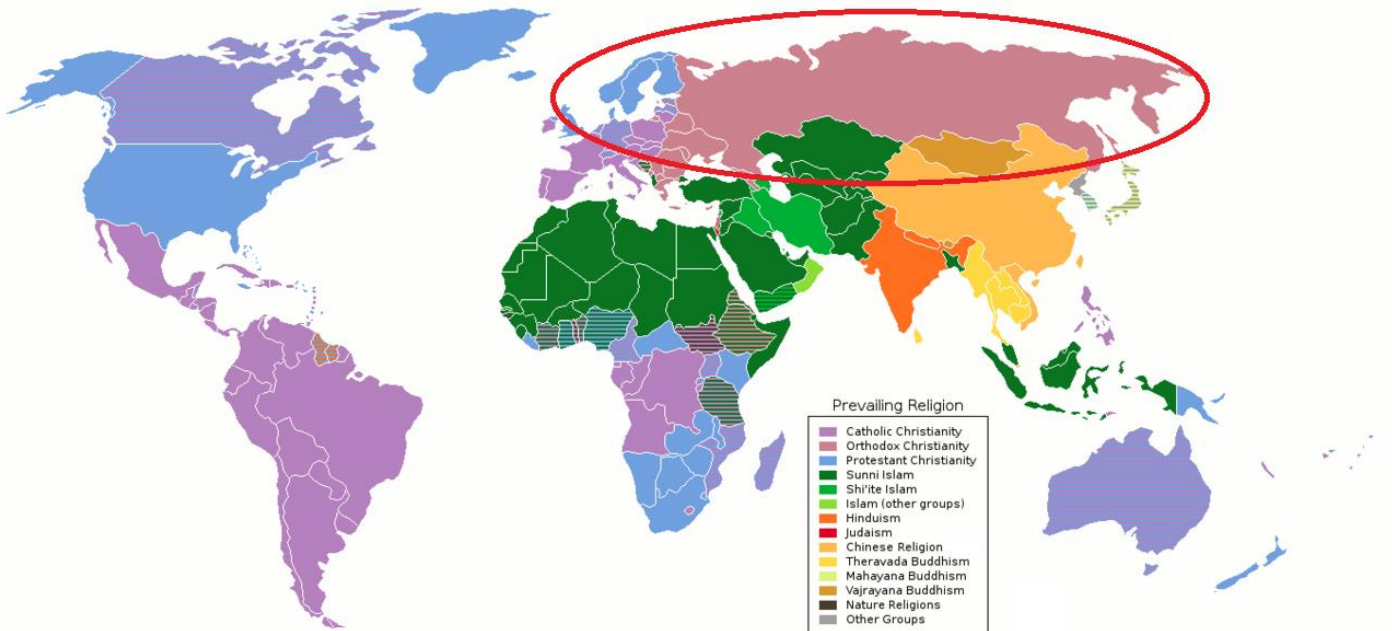 Prevailing Religion
Catholic Christianity
Orthodox Christianity
Protestant Christianity
Sunni Islam
Shi'ite Islam
Islam (other groups)
Hinduism
Judaism
Chinese Religion
Theravada Buddhism
Mahayana Buddhism
Vajrayana Buddhism
Nature Religions
Other Groups